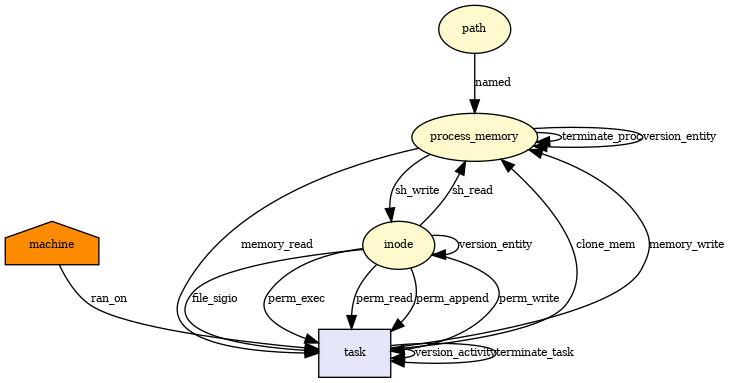 path
named
process_memory
terminate_proc
version_entity
sh_write
sh_read
machine
memory_read
inode
version_entity
clone_mem
memory_write
ran_on
file_sigio
perm_exec
perm_read
perm_append
perm_write
task
version_activity
terminate_task